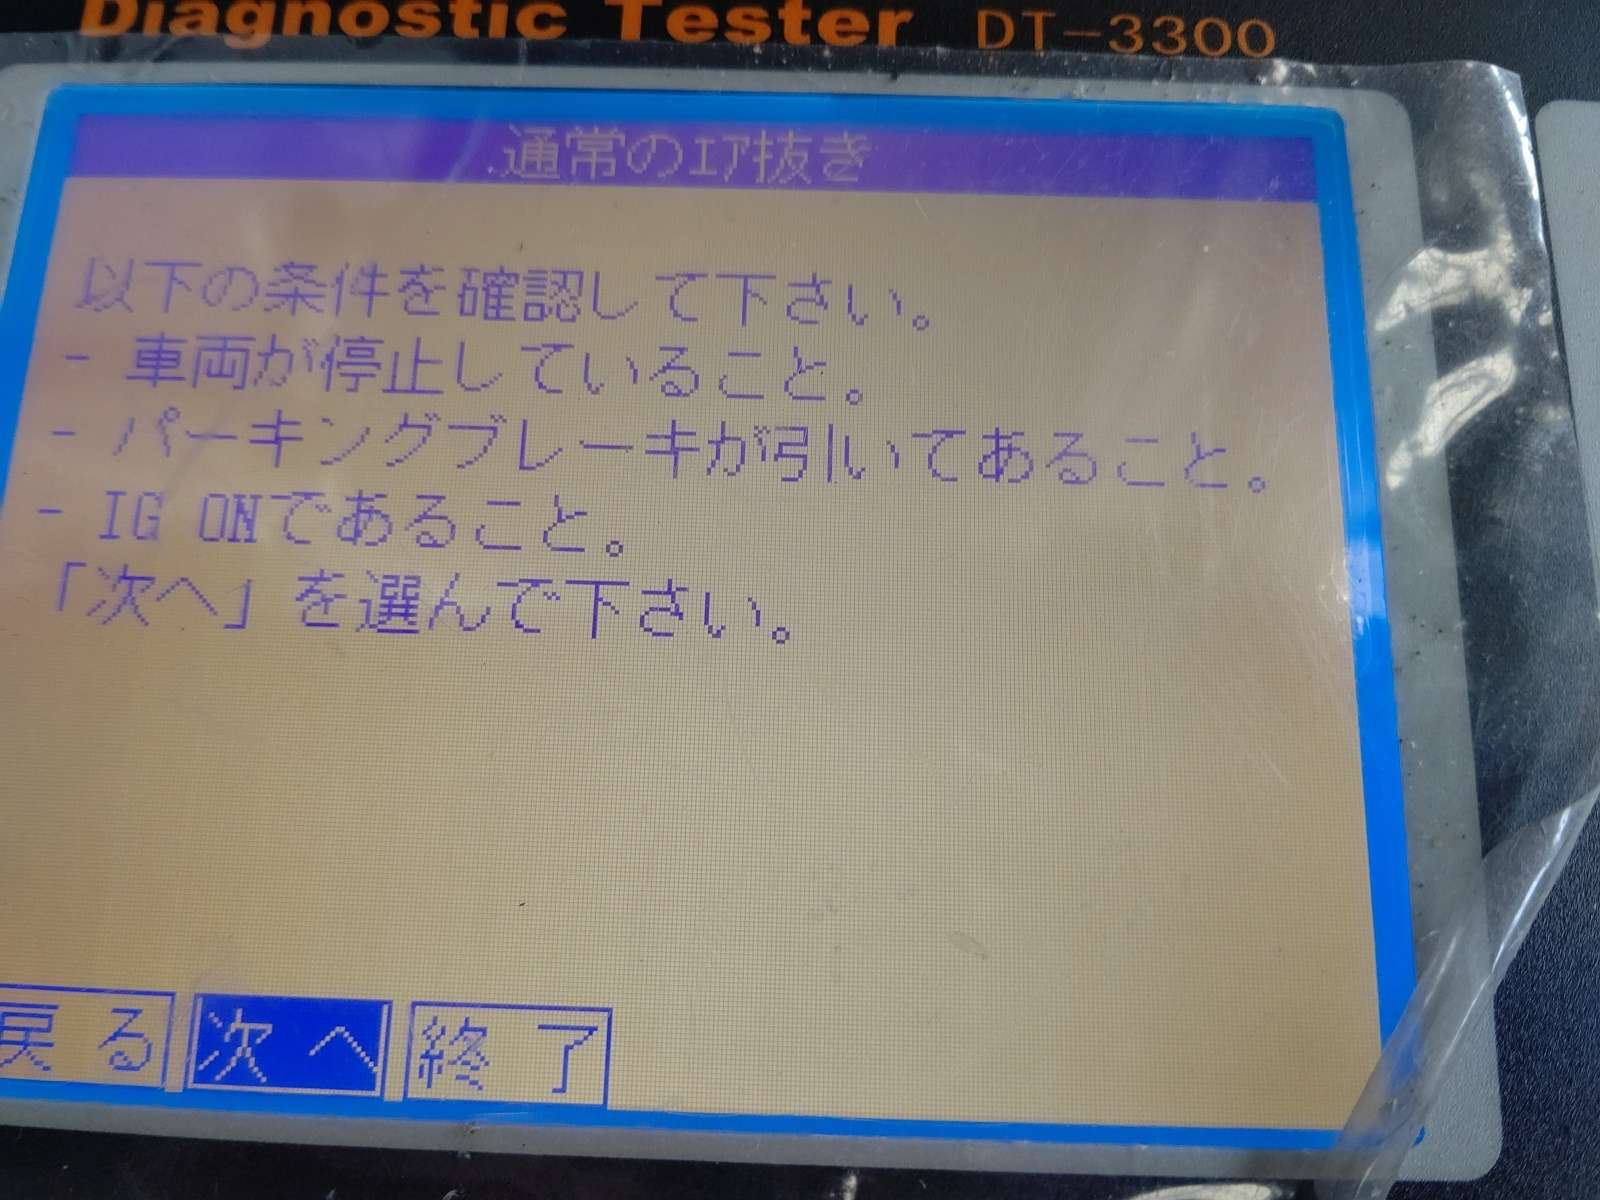 Diagnostic Tester DT-3300
通常のｴｱ抜き
以下の条件を確認して下さい。
- 車両が停止していること。
- パーキングブレーキが引いてあること。
- IG ONであること。
「次へ」を選んで下さい。
戻る 次へ 終了